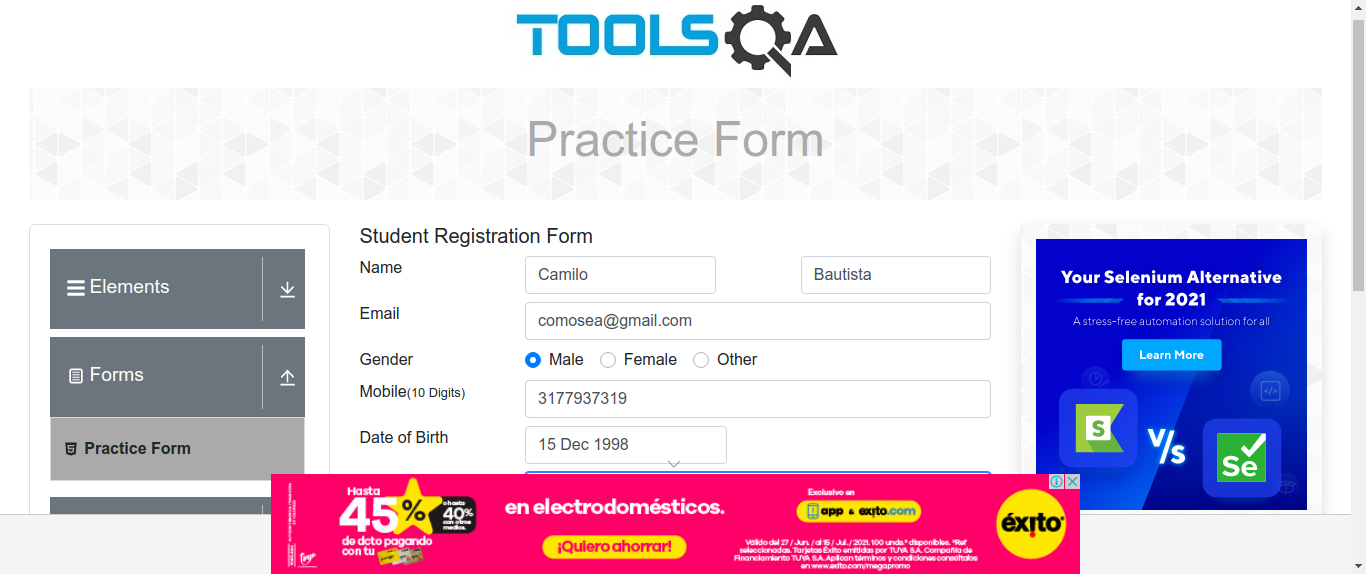 TOOLSQA
Practice Form
Elements
Forms
Practice Form
Student Registration Form
Name
Camilo
Bautista
Email
comosea@gmail.com
Gender
Male
Female
Other
Mobile(10 Digits)
3177937319
Date of Birth
15 Dec 1998
Your Selenium Alternative
for 2021
A stress-free automation solution for all
Learn More
S
V/s
Se
Hasta
45%
o hasta
40%
con otros
medios.
de dcto pagando
con tu
en electrodomésticos.
¡Quiero ahorrar!
Exclusivo en
app & exito.com
Válido del 27 / Jun. / al 15 / Jul. / 2021. 100 unds.* disponibles. *Ref
seleccionadas. Tarjetas Éxito emitidas por TUYA S.A. Compañía de
Financiamiento TUYA S.A. Aplican términos y condiciones consúltalos
en www.exito.com/megapromo
éxito